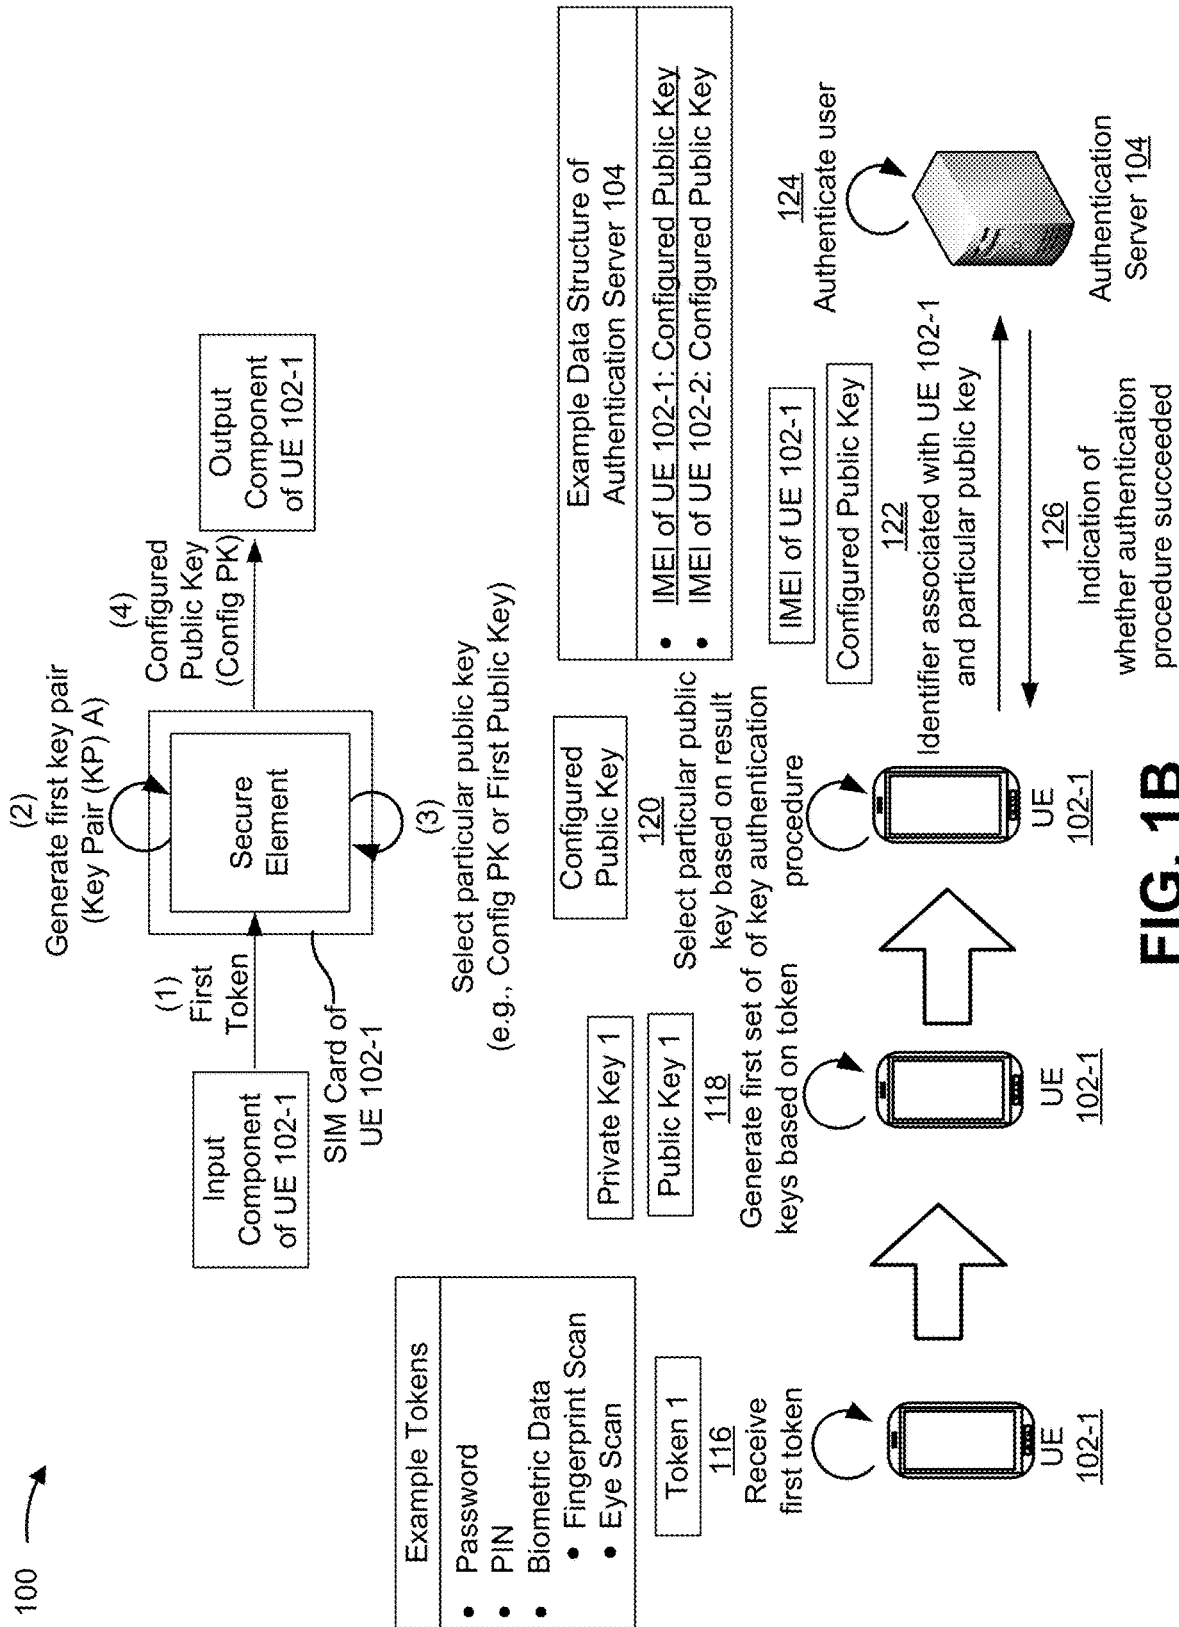 100
(2)
Generate first key pair
(Key Pair (KP) A)
Input
Component
of UE 102-1
(1)
First
Token
Secure
Element
SIM Card of
UE 102-1
(4)
Configured
Public Key
(Config PK)
Output
Component
of UE 102-1
(3)
Select particular public key
(e.g., Config PK or First Public Key)
Example Tokens
• Password
• PIN
• Biometric Data
• Fingerprint Scan
• Eye Scan
Token 1
116
Receive
first token
UE
102-1
Private Key 1
Public Key 1
118
Generate first set of
keys based on token
UE
102-1
Configured
Public Key
120
Select particular public
key based on result
of key authentication
procedure
UE
102-1
Example Data Structure of
Authentication Server 104
• IMEI of UE 102-1: Configured Public Key
• IMEI of UE 102-2: Configured Public Key
IMEI of UE 102-1
Configured Public Key
122
Identifier associated with UE 102-1
and particular public key
126
Indication of
whether authentication
procedure succeeded
124
Authenticate user
Authentication
Server 104
FIG. 1B